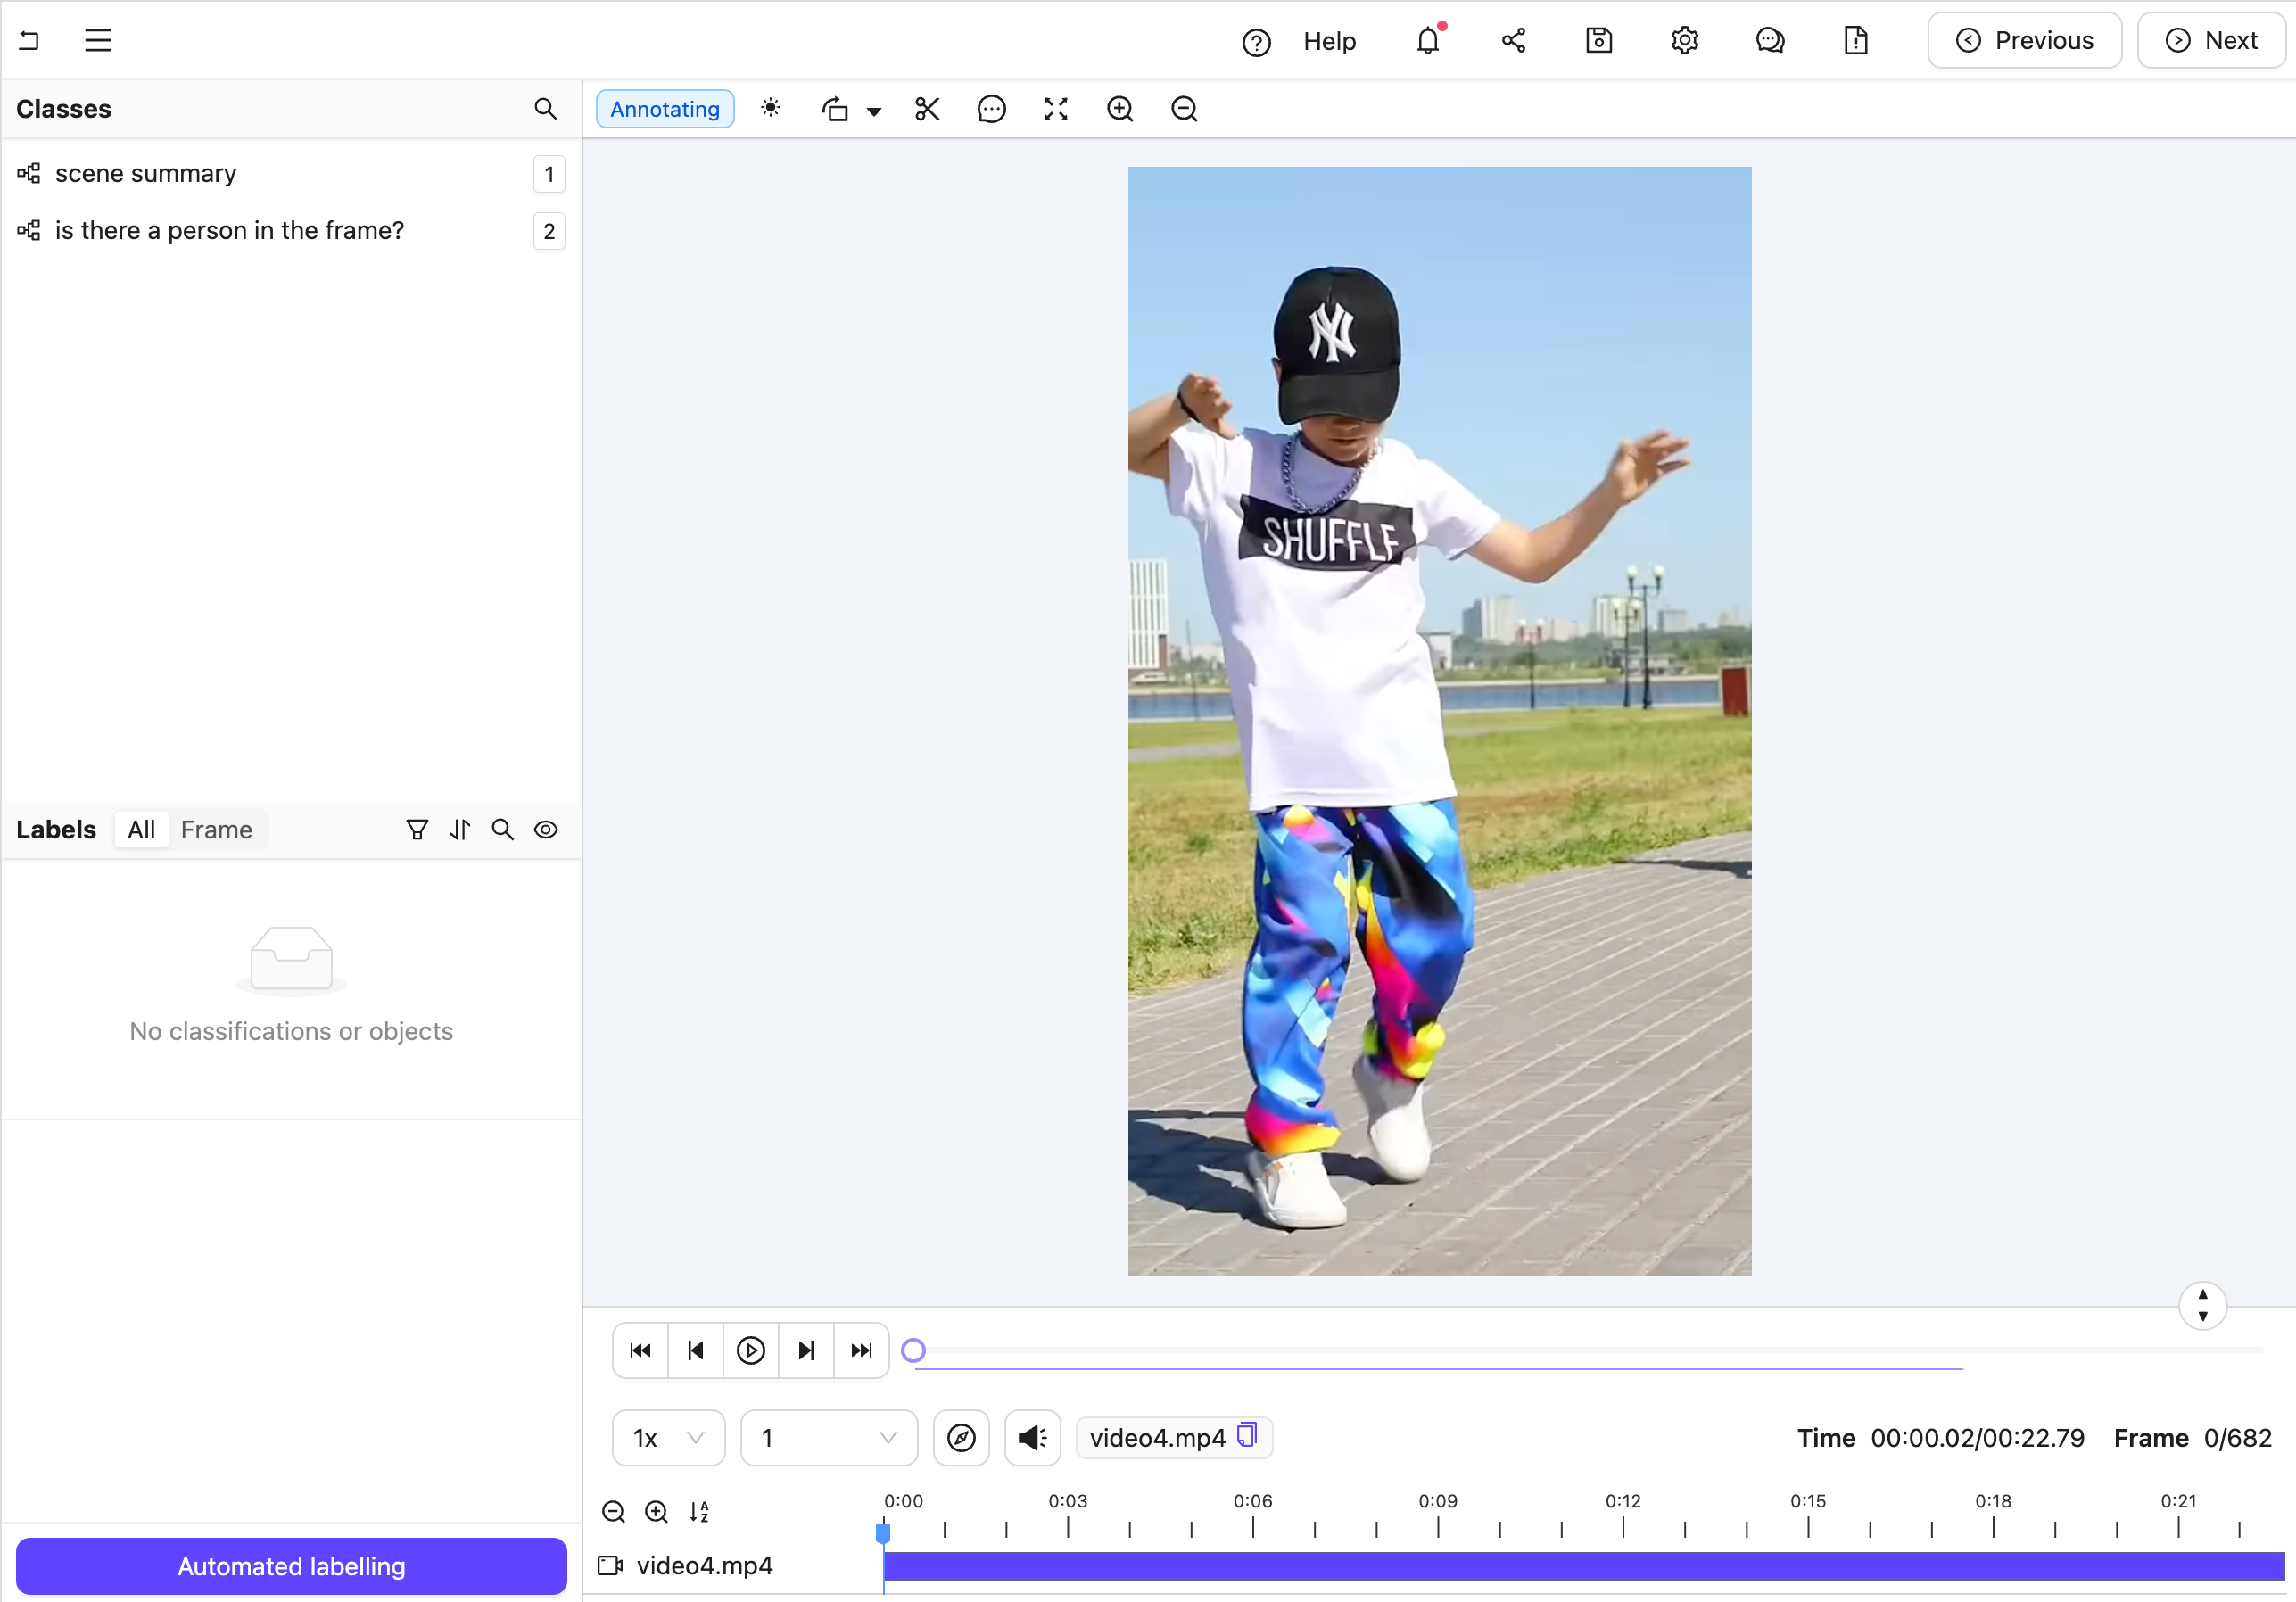 Help
Previous
Next
Classes
Annotating
scene summary
1
is there a person in the frame?
2
NY
SHUFFLE
Labels
All
Frame
No classifications or objects
1x
1
video4.mp4
Time 00:00.02/00:22.79 Frame 0/682
A
Z
0:00 0:03 0:06 0:09 0:12 0:15 0:18 0:21
Automated labelling
video4.mp4